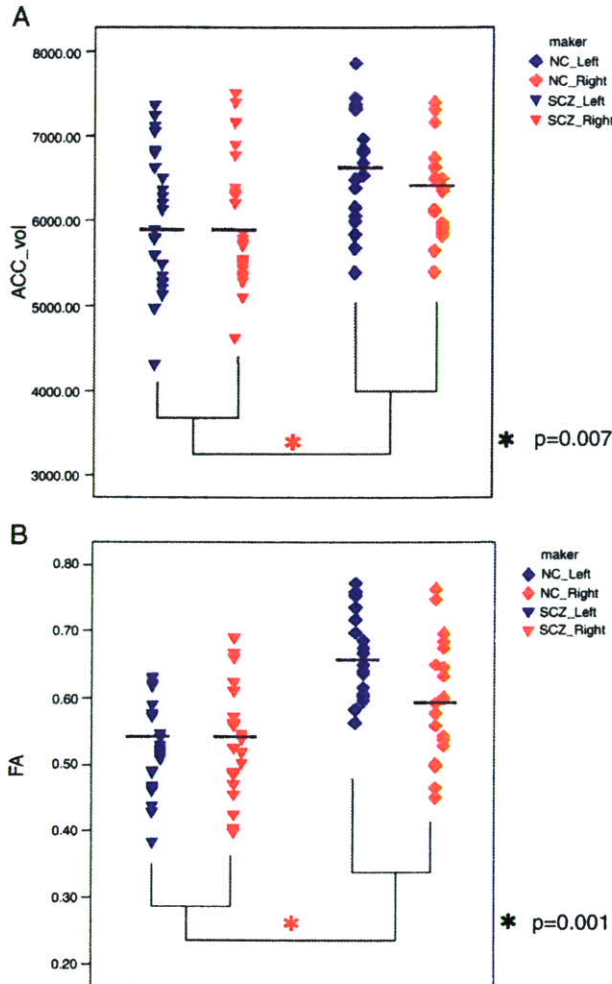 A
maker
NC_Left
NC_Right
SCZ_Left
SCZ_Right
8000.00
7000.00
6000.00
5000.00
4000.00
3000.00
ACC_vol
* * p=0.007
B
maker
NC_Left
NC_Right
SCZ_Left
SCZ_Right
0.80
0.70
0.60
0.50
0.40
0.30
0.20
FA
* * p=0.001